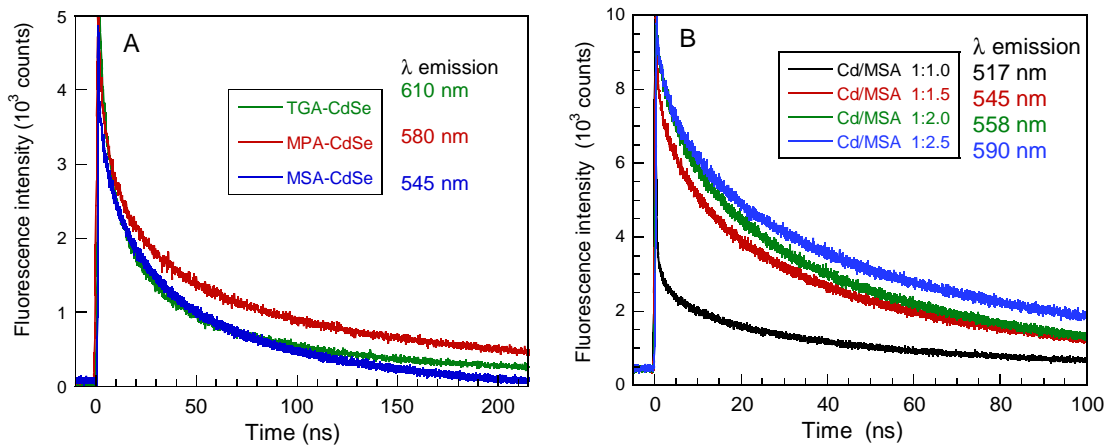 A
λ emission
610 nm
580 nm
545 nm
TGA-CdSe
MPA-CdSe
MSA-CdSe
Fluorescence intensity (10³ counts)
5
4
3
2
1
0
0
50
100
150
200
Time (ns)
B
λ emission
517 nm
545 nm
558 nm
590 nm
Cd/MSA 1:1.0
Cd/MSA 1:1.5
Cd/MSA 1:2.0
Cd/MSA 1:2.5
Fluorescence intensity (10³ counts)
10
8
6
4
2
0
0
20
40
60
80
100
Time (ns)